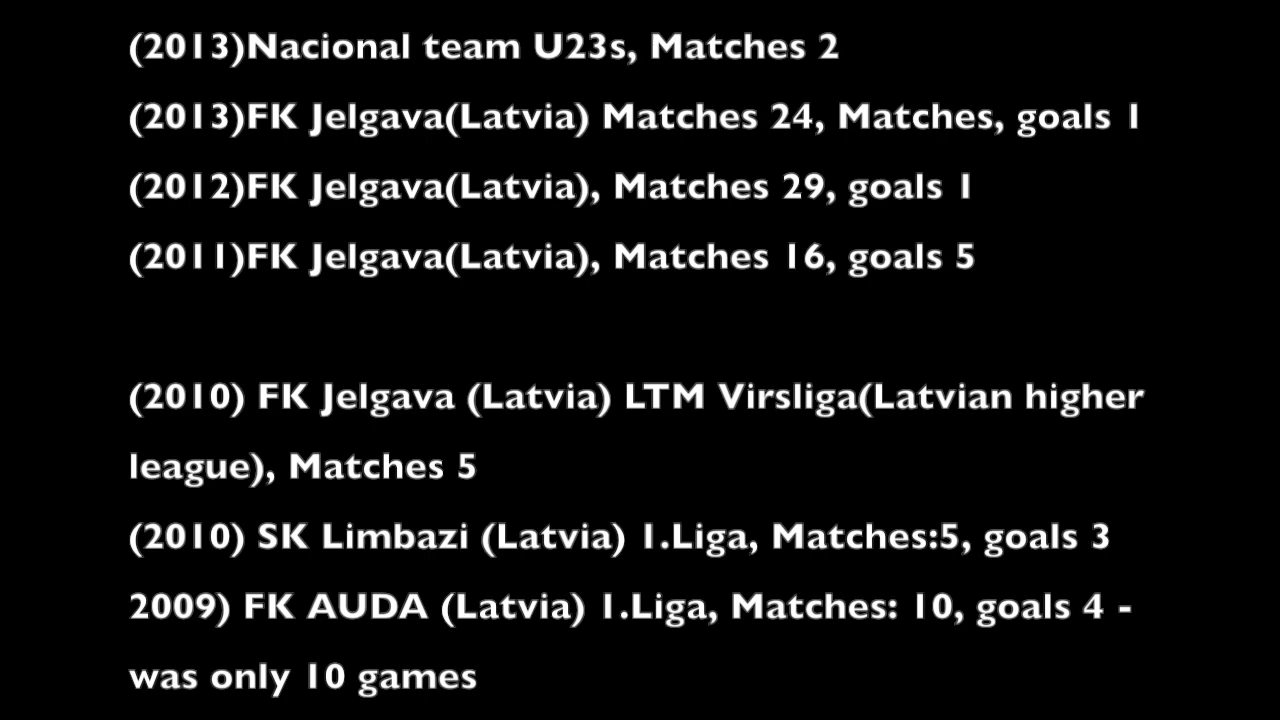 (2013)Nacional team U23s, Matches 2
(2013)FK Jelgava(Latvia) Matches 24, Matches, goals 1
(2012)FK Jelgava(Latvia), Matches 29, goals 1
(2011)FK Jelgava(Latvia), Matches 16, goals 5
(2010) FK Jelgava (Latvia) LTM Virsliga(Latvian higher
league), Matches 5
(2010) SK Limbazi (Latvia) 1.Liga, Matches:5, goals 3
2009) FK AUDA (Latvia) 1.Liga, Matches: 10, goals 4 -
was only 10 games